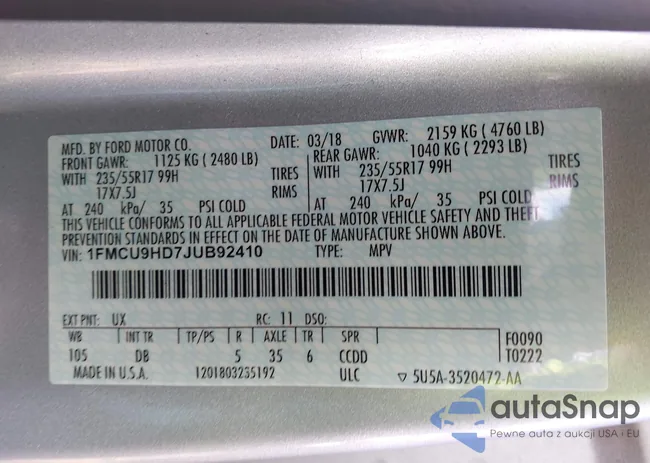 MFD. BY FORD MOTOR CO. DATE: 03/18 GVWR: 2159 KG ( 4760 LB)
FRONT GAWR: 1125 KG ( 2480 LB) REAR GAWR: 1040 KG ( 2293 LB)
WITH 235/55R17 99H TIRES WITH 235/55R17 99H TIRES
17X7.5J RIMS 17X7.5J RIMS
AT 240 kPa/ 35 PSI COLD AT 240 kPa/ 35 PSI COLD
THIS VEHICLE CONFORMS TO ALL APPLICABLE FEDERAL MOTOR VEHICLE SAFETY AND THEFT
PREVENTION STANDARDS IN EFFECT ON THE DATE OF MANUFACTURE SHOWN ABOVE.
VIN: 1FMCU9HD7JUB92410 TYPE: MPV
EXT PNT: UX RC: 11 DSO: F0090
WB INT TR TP/PS R AXLE TR SPR T0222
105 DB 5 35 6 CCDD
MADE IN U.S.A. 1201803235192 ULC ▽ 5U5A-3520472-AA
autaSnap
Pewne auta z aukcji USA i EU